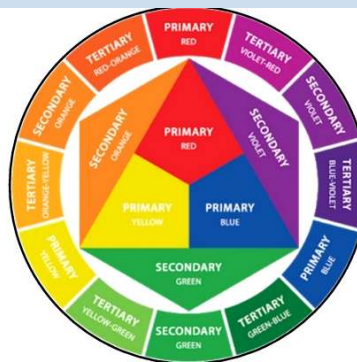 PRIMARY
RED
TERTIARY
VIOLET-RED
SECONDARY
VIOLET
TERTIARY
BLUE-VIOLET
PRIMARY
BLUE
TERTIARY
GREEN-BLUE
SECONDARY
GREEN
TERTIARY
YELLOW-GREEN
PRIMARY
YELLOW
TERTIARY
ORANGE-YELLOW
SECONDARY
ORANGE
TERTIARY
RED-ORANGE
PRIMARY
RED
SECONDARY
ORANGE
SECONDARY
VIOLET
PRIMARY
YELLOW
PRIMARY
BLUE
SECONDARY
GREEN